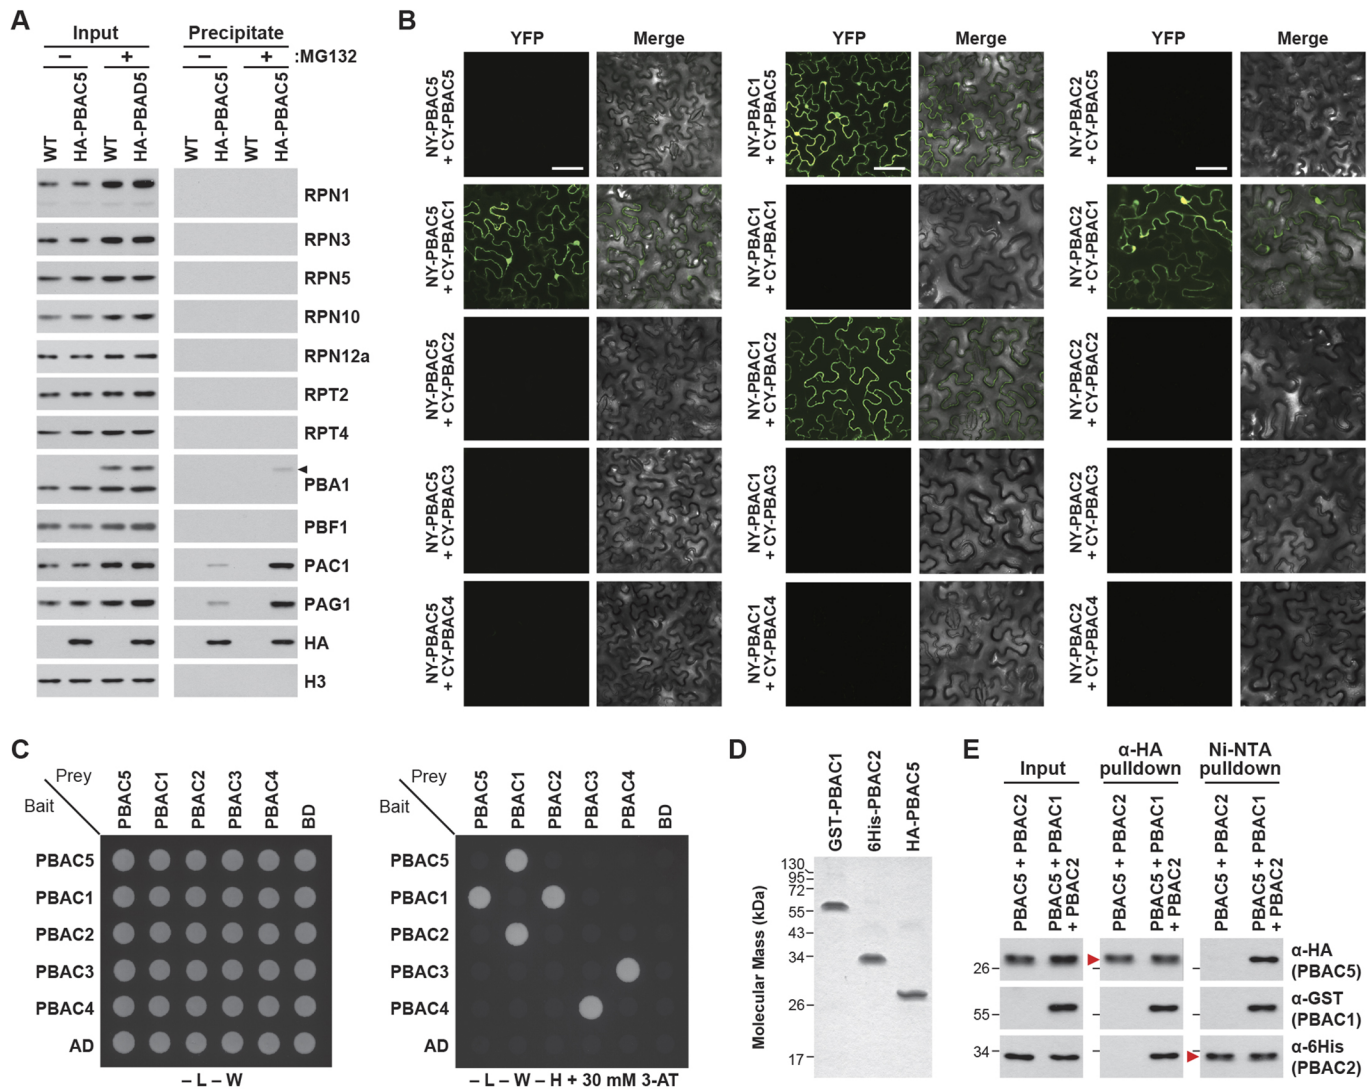 A
Input
Precipitate
– + – + :MG132
WT
HA-PBAC5
WT
HA-PBAD5
WT
HA-PBAC5
WT
HA-PBAC5
RPN1
RPN3
RPN5
RPN10
RPN12a
RPT2
RPT4
PBA1
PBF1
PAC1
PAG1
HA
H3
B
YFP Merge YFP Merge YFP Merge
NY-PBAC5
+ CY-PBAC5
NY-PBAC1
+ CY-PBAC5
NY-PBAC2
+ CY-PBAC5
NY-PBAC5
+ CY-PBAC1
NY-PBAC1
+ CY-PBAC1
NY-PBAC2
+ CY-PBAC1
NY-PBAC5
+ CY-PBAC2
NY-PBAC1
+ CY-PBAC2
NY-PBAC2
+ CY-PBAC2
NY-PBAC5
+ CY-PBAC3
NY-PBAC1
+ CY-PBAC3
NY-PBAC2
+ CY-PBAC3
NY-PBAC5
+ CY-PBAC4
NY-PBAC1
+ CY-PBAC4
NY-PBAC2
+ CY-PBAC4
C
Prey
Bait
PBAC5
PBAC1
PBAC2
PBAC3
PBAC4
BD
PBAC5
PBAC1
PBAC2
PBAC3
PBAC4
AD
– L – W
Prey
Bait
PBAC5
PBAC1
PBAC2
PBAC3
PBAC4
BD
PBAC5
PBAC1
PBAC2
PBAC3
PBAC4
AD
– L – W – H + 30 mM 3-AT
D
GST-PBAC1
6His-PBAC2
HA-PBAC5
Molecular Mass (kDa)
130
95
72
55
43
34
26
17
E
Input
α-HA
pulldown
Ni-NTA
pulldown
PBAC5 + PBAC2
PBAC5 + PBAC1
+ PBAC2
PBAC5 + PBAC2
PBAC5 + PBAC1
+ PBAC2
PBAC5 + PBAC2
PBAC5 + PBAC1
+ PBAC2
26
α-HA
(PBAC5)
55
α-GST
(PBAC1)
34
α-6His
(PBAC2)